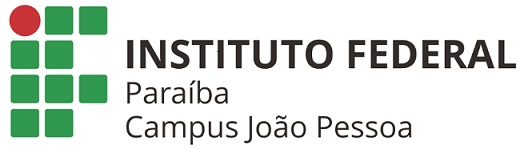 INSTITUTO FEDERAL
Paraíba
Campus João Pessoa